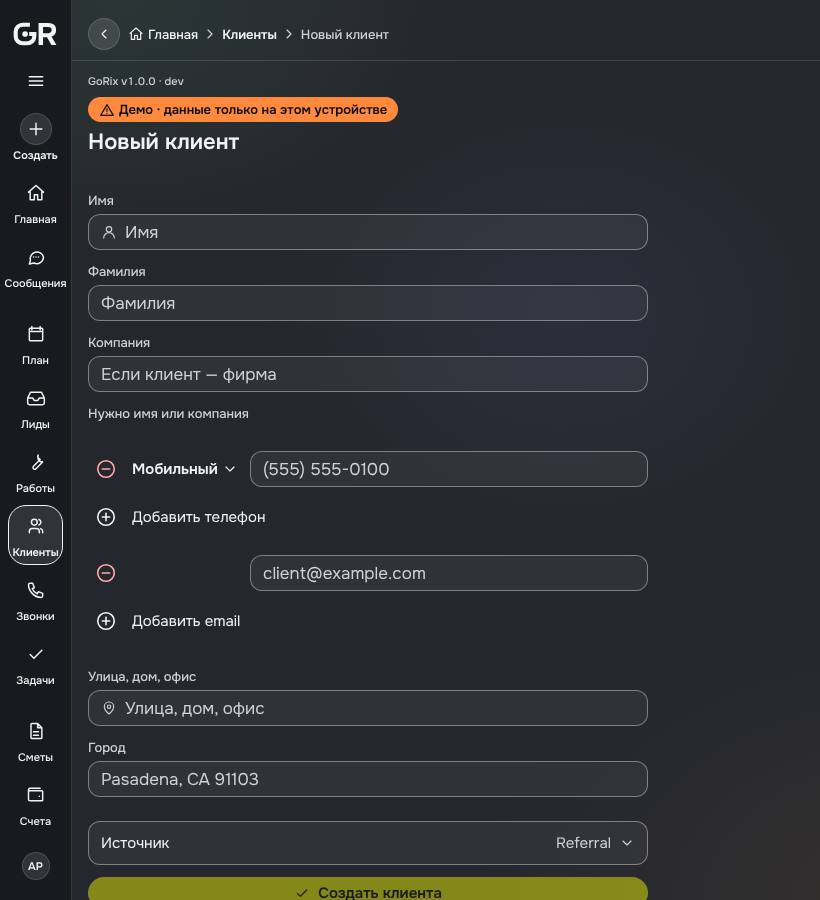 GR
Создать
Главная
Сообщения
План
Лиды
Работы
Клиенты
Звонки
Задачи
Сметы
Счета
AP
Главная > Клиенты > Новый клиент
GoRix v1.0.0 · dev
Демо · данные только на этом устройстве
Новый клиент
Имя
Имя
Фамилия
Фамилия
Компания
Если клиент — фирма
Нужно имя или компания
Мобильный (555) 555-0100
Добавить телефон
client@example.com
Добавить email
Улица, дом, офис
Улица, дом, офис
Город
Pasadena, CA 91103
Источник Referral
Создать клиента